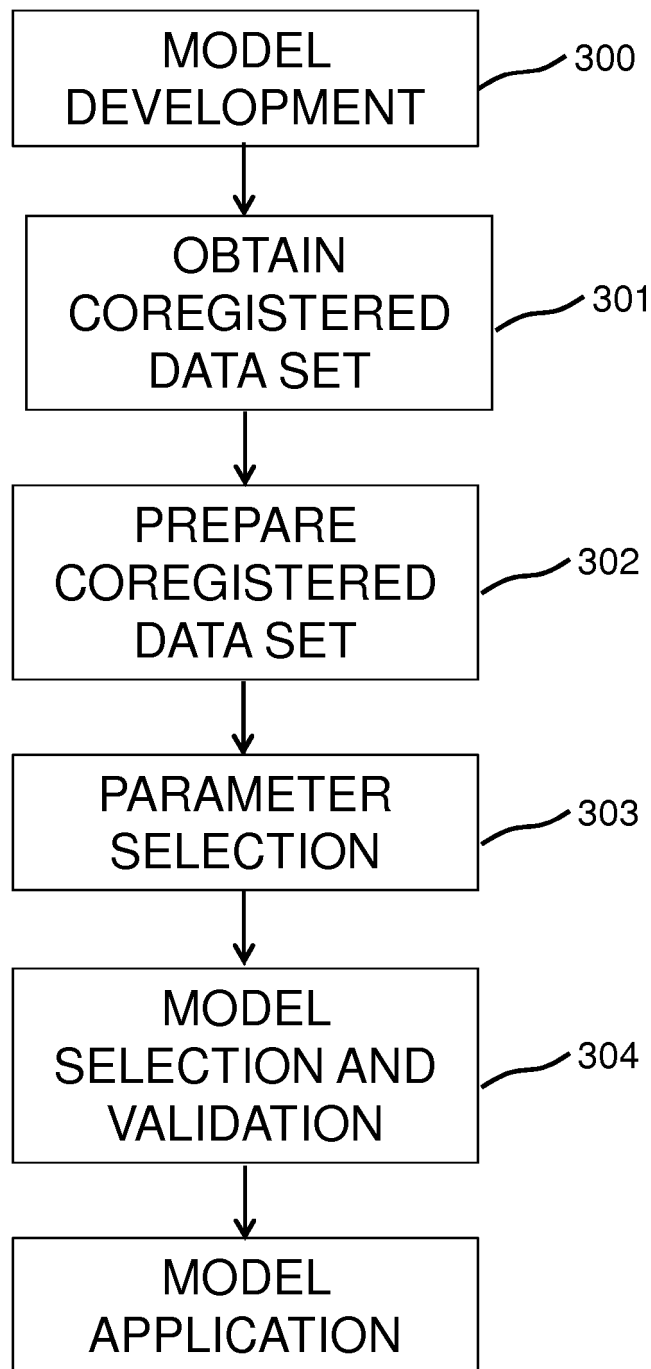 MODEL
DEVELOPMENT
300
OBTAIN
COREGISTERED
DATA SET
301
PREPARE
COREGISTERED
DATA SET
302
PARAMETER
SELECTION
303
MODEL
SELECTION AND
VALIDATION
304
MODEL
APPLICATION